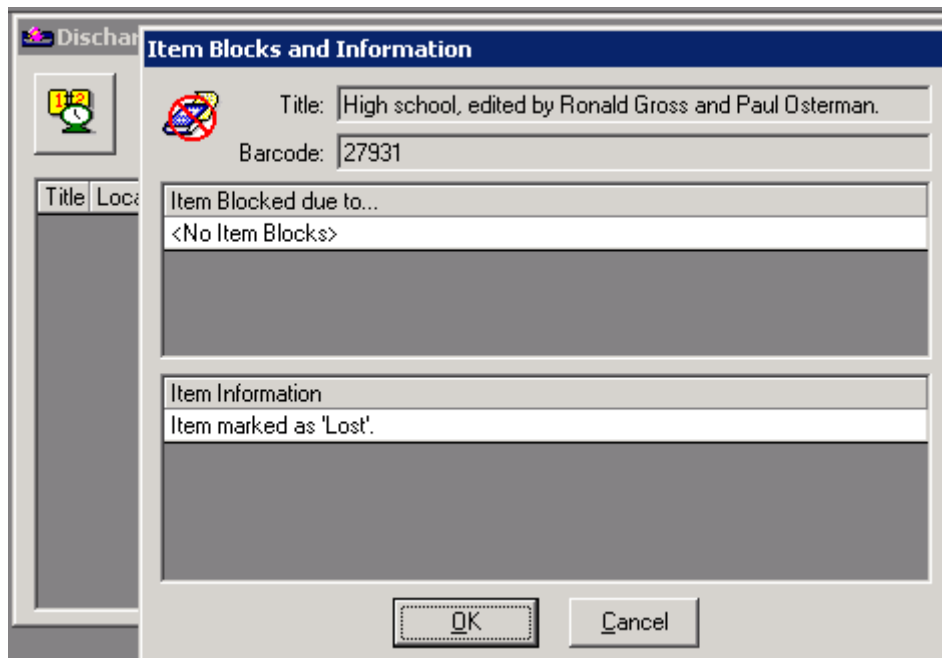 Dischar
Item Blocks and Information
Title: High school, edited by Ronald Gross and Paul Osterman.
Barcode: 27931
Title Loca
Item Blocked due to...
<No Item Blocks>
Item Information
Item marked as 'Lost'.
OK Cancel